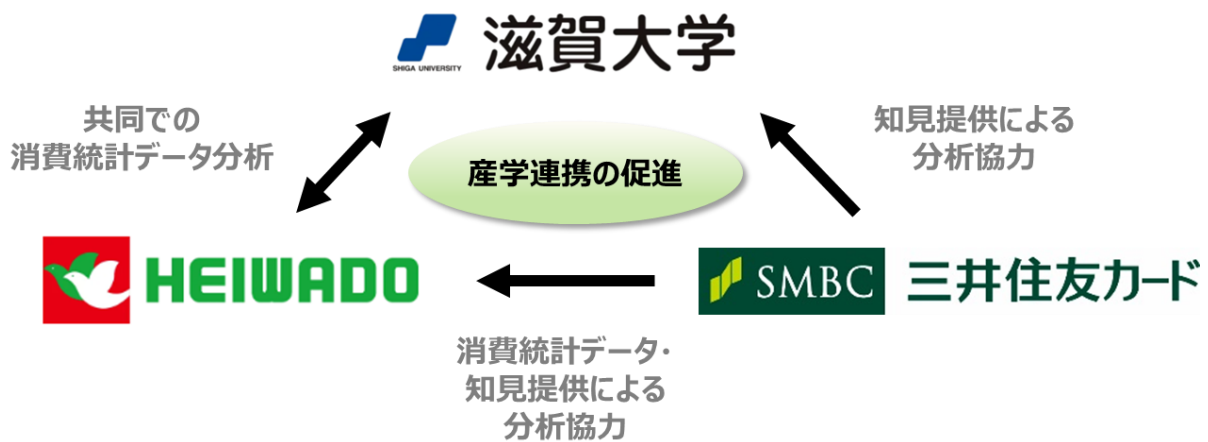 SHIGA UNIVERSITY
滋賀大学
共同での
消費統計データ分析
知見提供による
分析協力
産学連携の促進
HEIWADO
SMBC
三井住友カード
消費統計データ・
知見提供による
分析協力